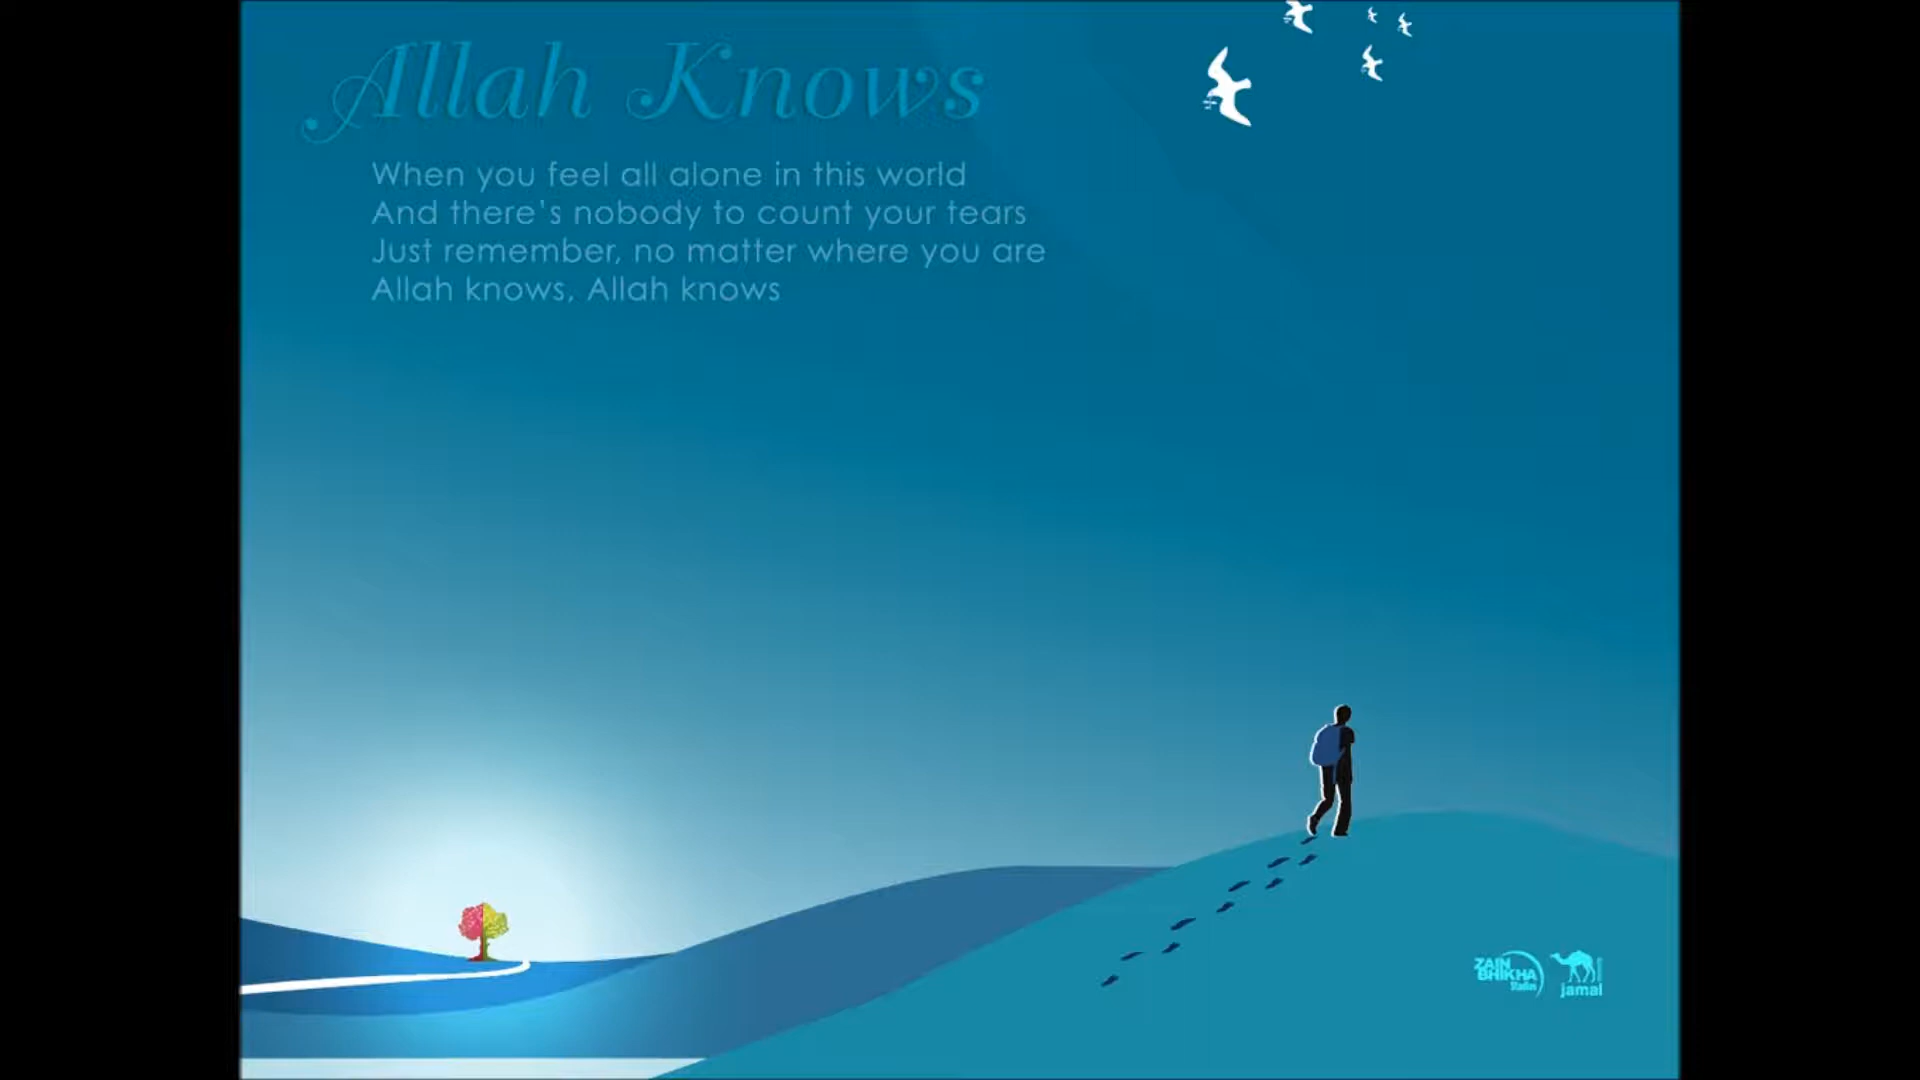 Allah Knows
When you feel all alone in this world
And there's nobody to count your tears
Just remember, no matter where you are
Allah knows, Allah knows
ZAIN
BHIKHA
Studios
jamal